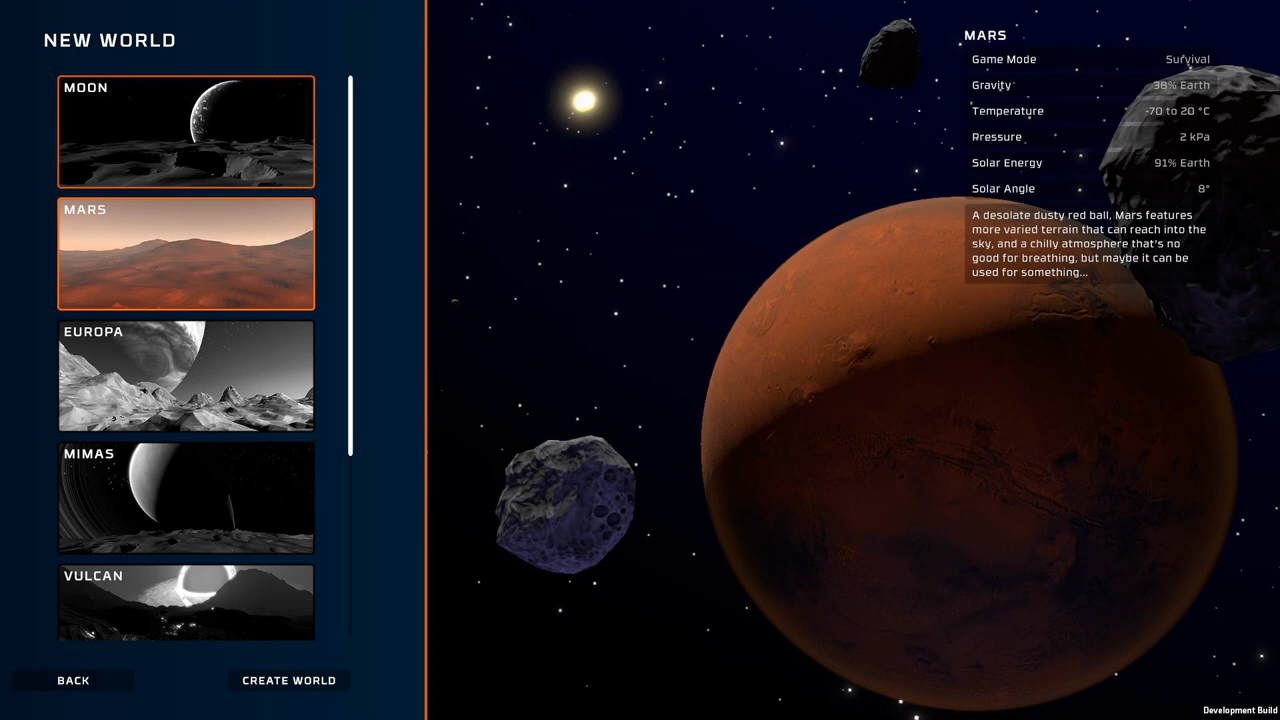 NEW WORLD
MOON
MARS
EUROPA
MIMAS
VULCAN
BACK
CREATE WORLD
MARS
Game Mode Survival
Gravity 38% Earth
Temperature -70 to 20 °C
Pressure 2 kPa
Solar Energy 91% Earth
Solar Angle 8°
A desolate dusty red ball, Mars features
more varied terrain that can reach into the
sky, and a chilly atmosphere that's no
good for breathing, but maybe it can be
used for something...
Development Build